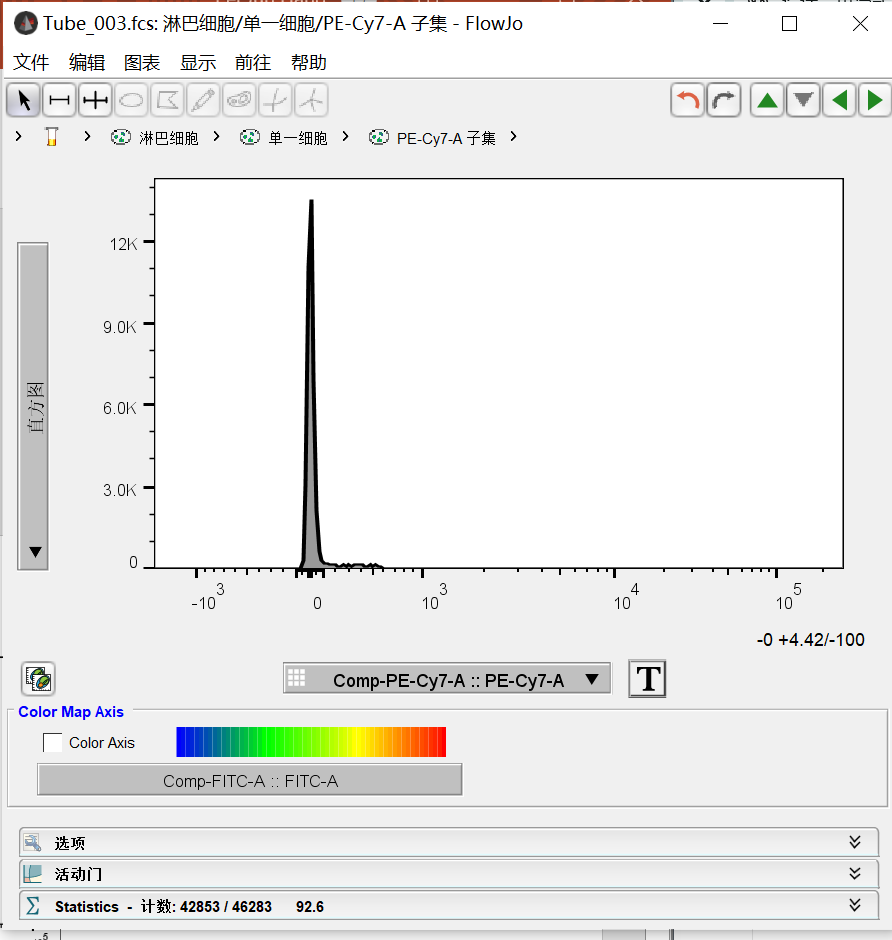 Tube_003.fcs: 淋巴细胞/单一细胞/PE-Cy7-A 子集 - FlowJo
文件 编辑 图表 显示 前往 帮助
淋巴细胞 单一细胞 PE-Cy7-A 子集
12K
9.0K
6.0K
3.0K
0
直方图
-10^3 0 10^3 10^4 10^5
-0 +4.42/-100
Comp-PE-Cy7-A :: PE-Cy7-A
T
Color Map Axis
Color Axis
Comp-FITC-A :: FITC-A
选项
活动门
Σ Statistics - 计数: 42853 / 46283 92.6